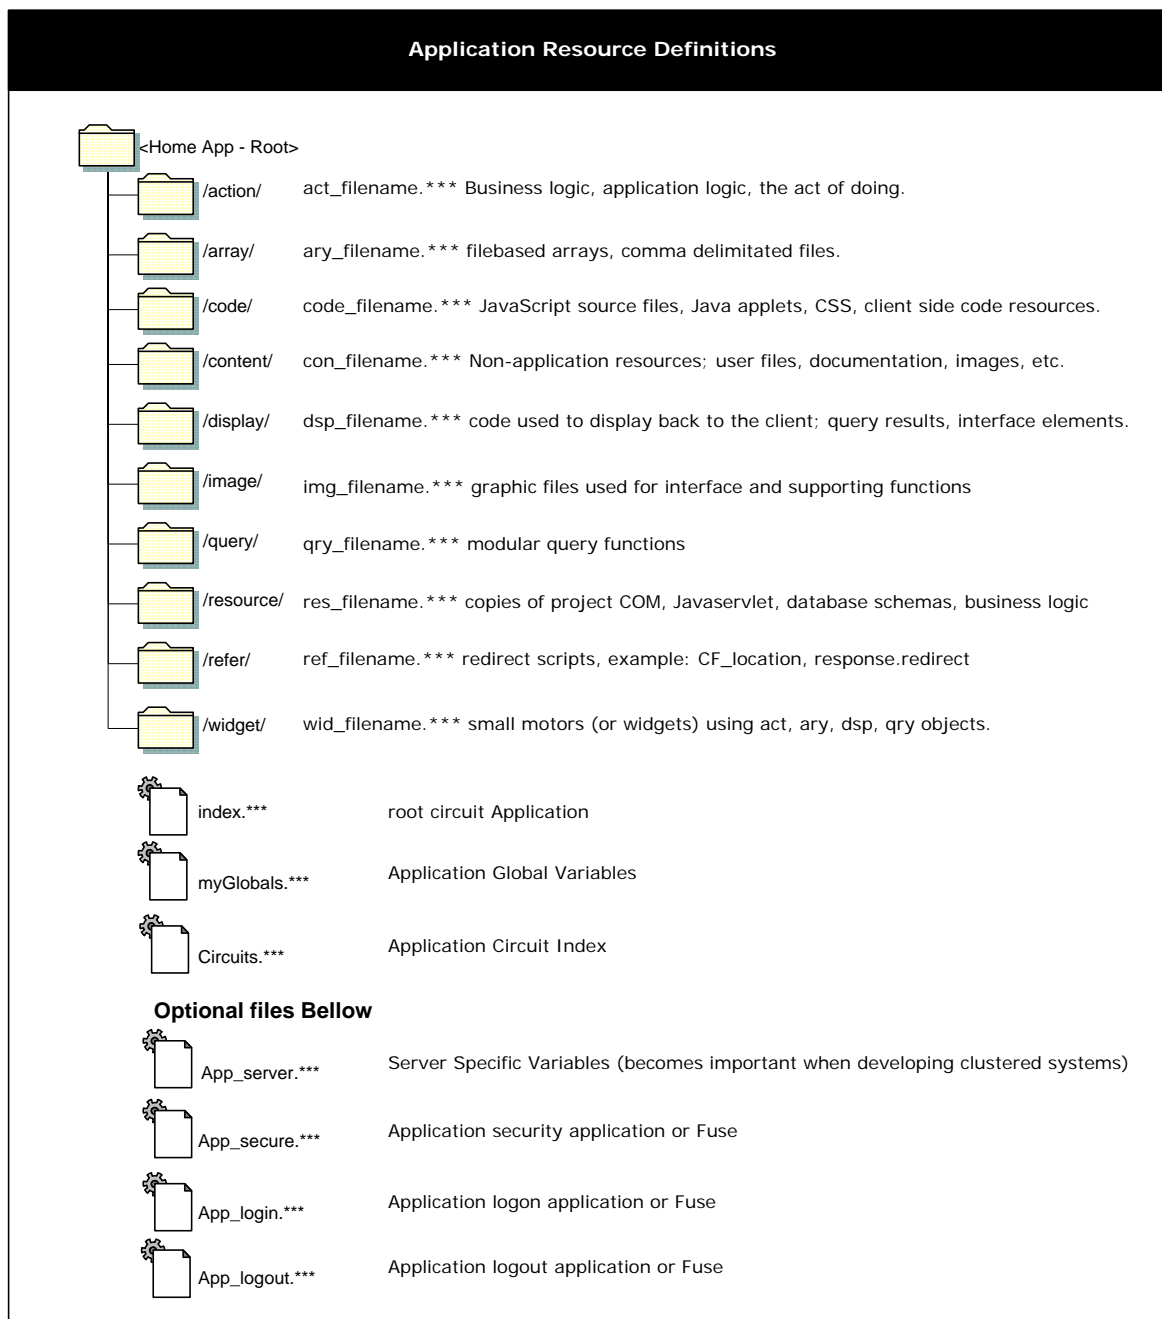 Application Resource Definitions
<Home App - Root>
/action/ act_filename.*** Business logic, application logic, the act of doing.
/array/ ary_filename.*** filebased arrays, comma delimitated files.
/code/ code_filename.*** JavaScript source files, Java applets, CSS, client side code resources.
/content/ con_filename.*** Non-application resources; user files, documentation, images, etc.
/display/ dsp_filename.*** code used to display back to the client; query results, interface elements.
/image/ img_filename.*** graphic files used for interface and supporting functions
/query/ qry_filename.*** modular query functions
/resource/ res_filename.*** copies of project COM, Javaservlet, database schemas, business logic
/refer/ ref_filename.*** redirect scripts, example: CF_location, response.redirect
/widget/ wid_filename.*** small motors (or widgets) using act, ary, dsp, qry objects.
index.*** root circuit Application
myGlobals.*** Application Global Variables
Circuits.*** Application Circuit Index
Optional files Bellow
App_server.*** Server Specific Variables (becomes important when developing clustered systems)
App_secure.*** Application security application or Fuse
App_login.*** Application logon application or Fuse
App_logout.*** Application logout application or Fuse